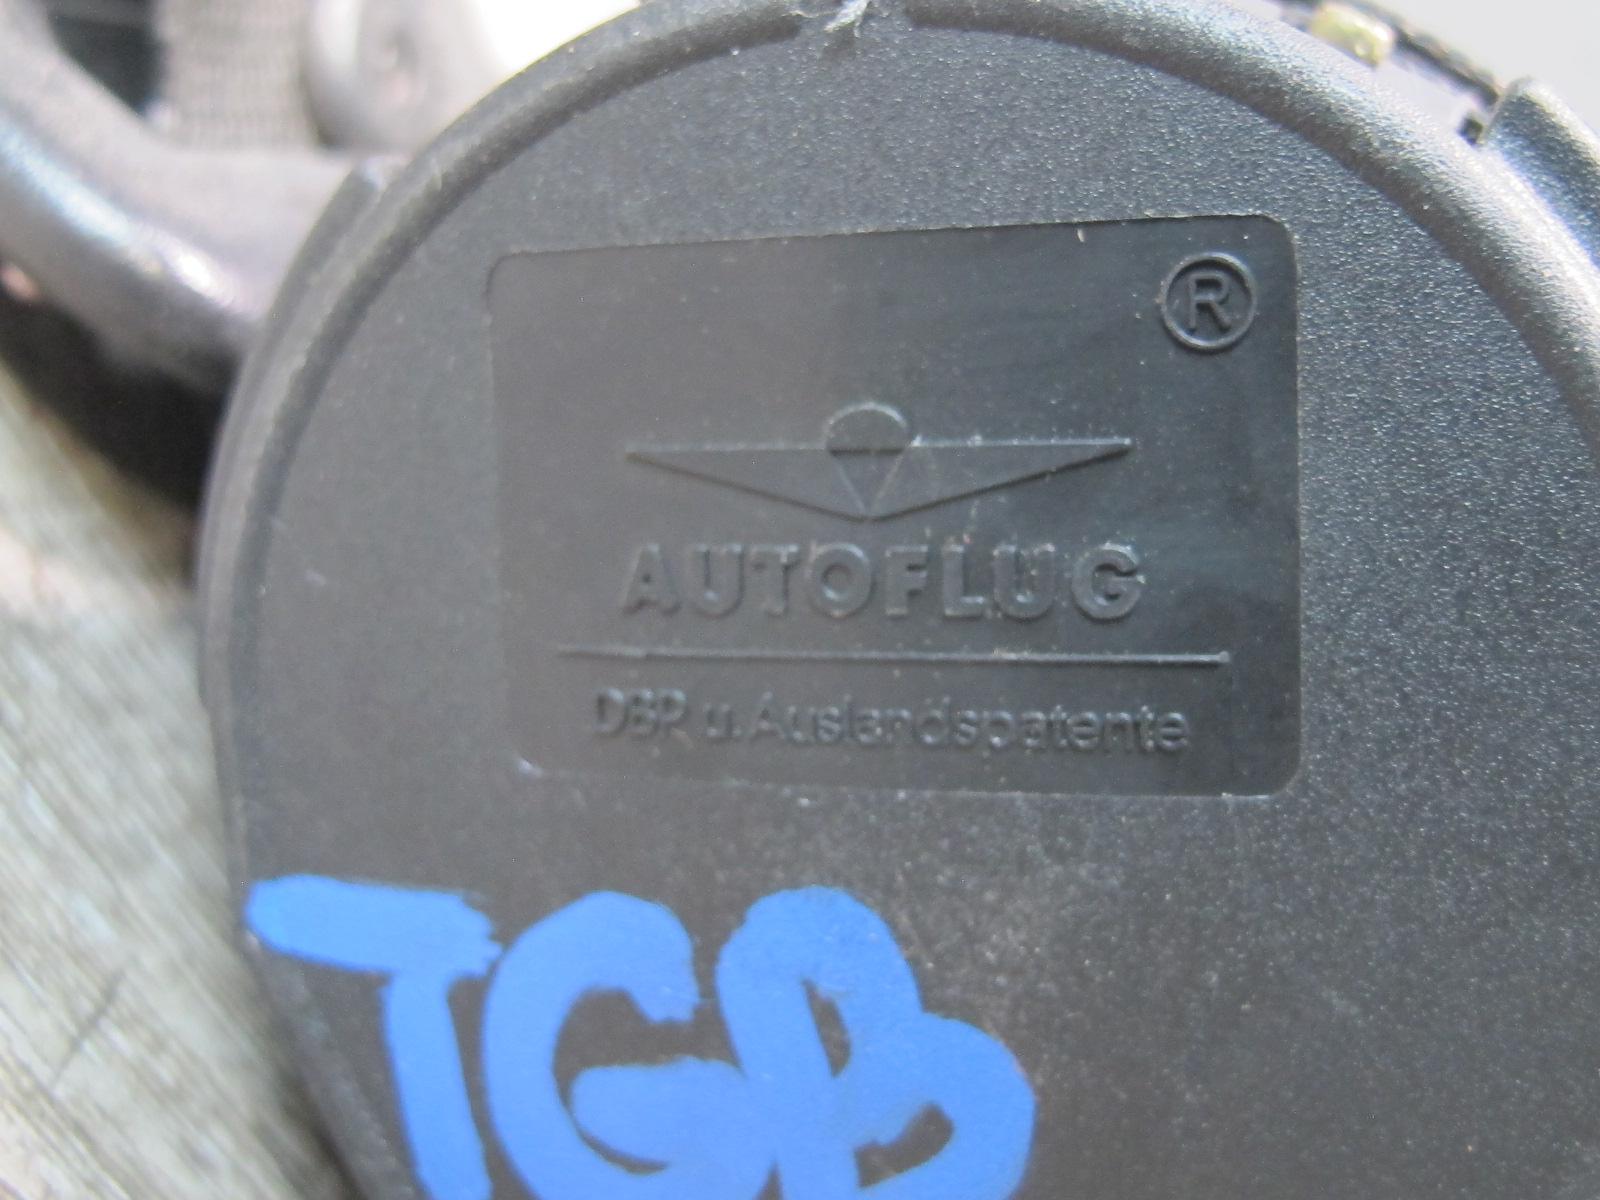 ®
AUTOFLUG
DBP u. Auslandspatente
TGB